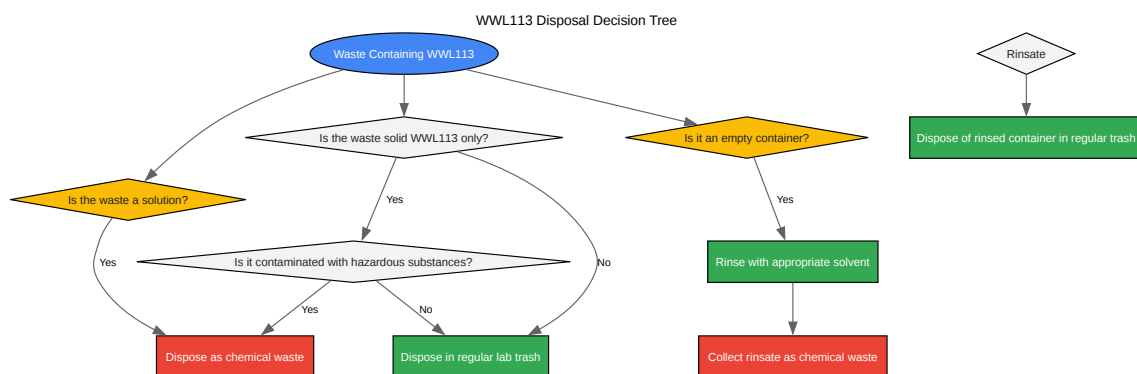 WWL113 Disposal Decision Tree
Waste Containing WWL113
Rinsate
Is the waste solid WWL113 only?
Is it an empty container?
Dispose of rinsed container in regular trash
Is the waste a solution?
Yes
Yes
Is it contaminated with hazardous substances?
Rinse with appropriate solvent
Yes
No
Yes
No
Dispose as chemical waste
Dispose in regular lab trash
Collect rinsate as chemical waste